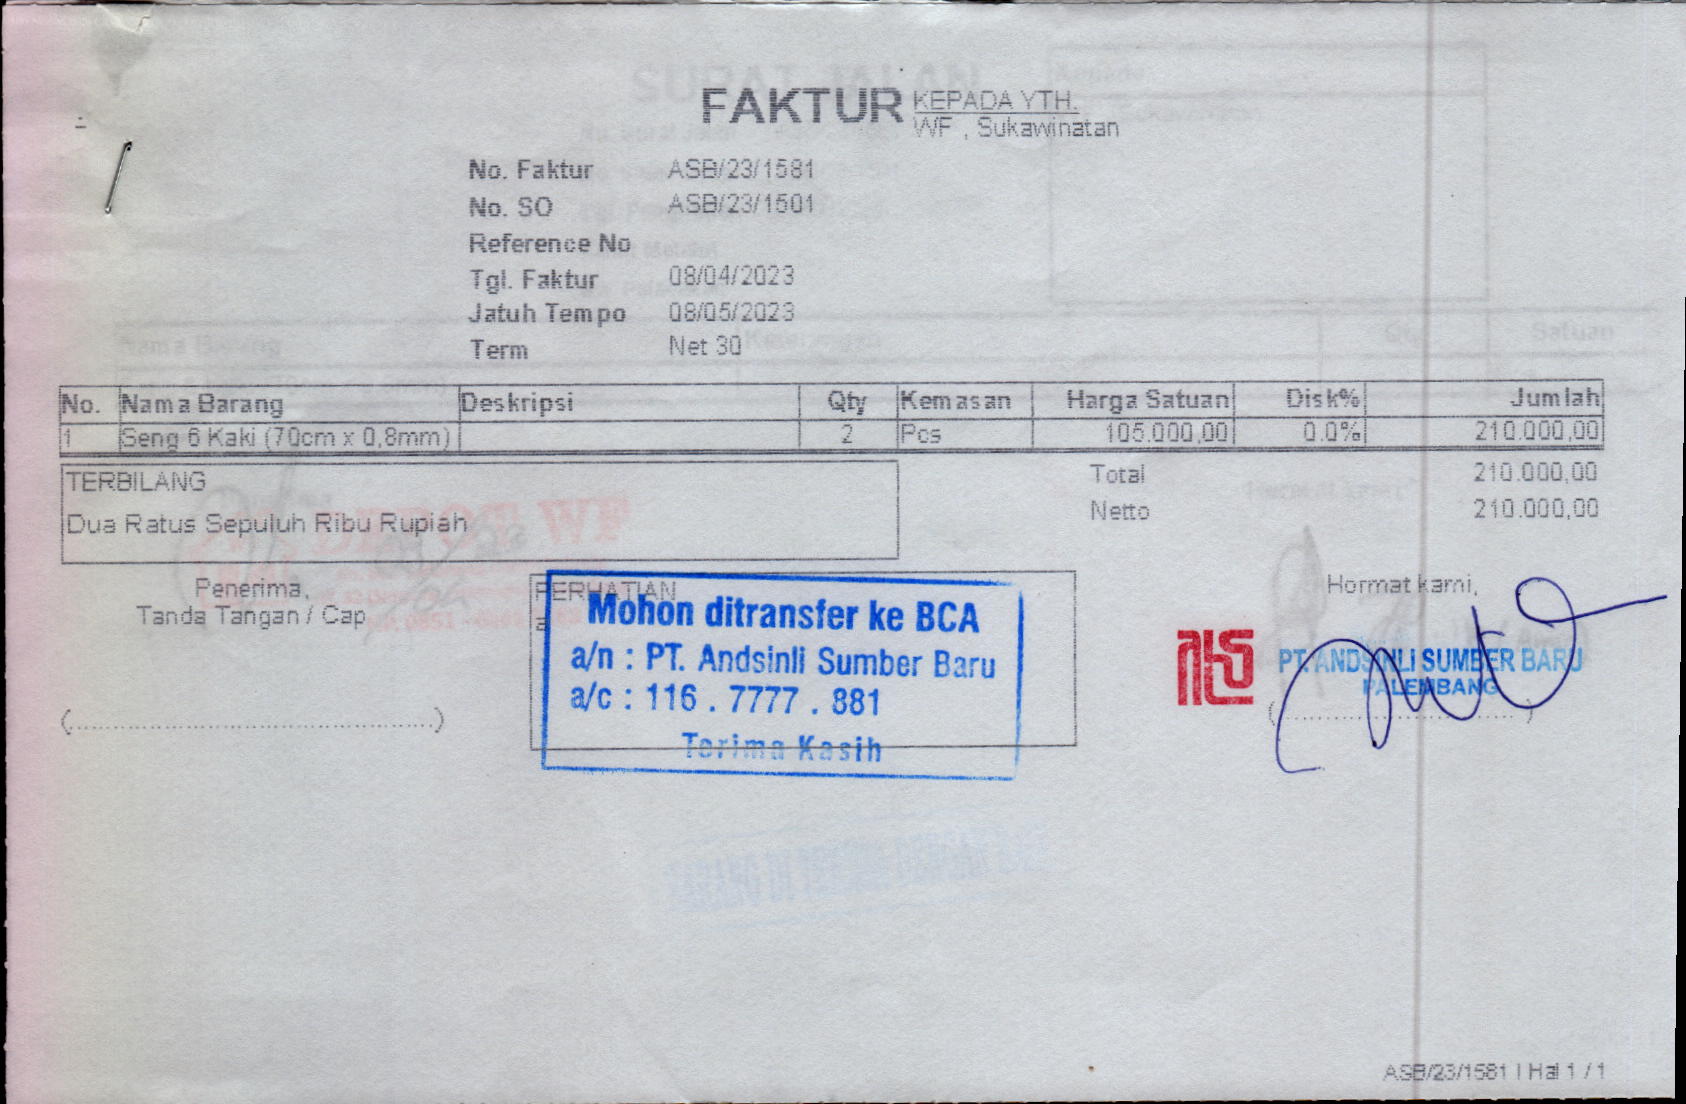 FAKTUR
KEPADA YTH.
WF , Sukawinatan
No. Faktur ASB/23/1581
No. SO ASB/23/1501
Reference No
Tgl. Faktur 08/04/2023
Jatuh Tempo 08/05/2023
Term Net 30
No. Nama Barang Deskripsi Qty Kemasan Harga Satuan Disk% Jumlah
1 Seng 6 Kaki (70cm x 0,8mm) 2 Pcs 105.000,00 0.0% 210.000,00
TERBILANG
Dua Ratus Sepuluh Ribu Rupiah
Total 210.000,00
Netto 210.000,00
Penerima,
Tanda Tangan / Cap
(.......................................................)
PERHATIAN
Mohon ditransfer ke BCA
a/n : PT. Andsinli Sumber Baru
a/c : 116 . 7777 . 881
Terima Kasih
Hormat kami,
PT. ANDSINLI SUMBER BARU
PALEMBANG
ASB/23/1581 | Hal 1 / 1